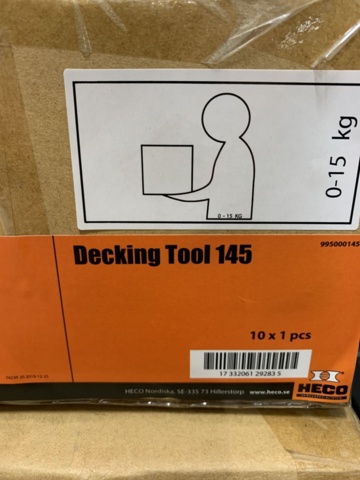 0-15 kg
0 - 15 KG
Decking Tool 145
995000145
10 x 1 pcs
17 332061 29283 5
HECO Nordiska, SE-335 73 Hillerstorp
www.heco.se
HECO